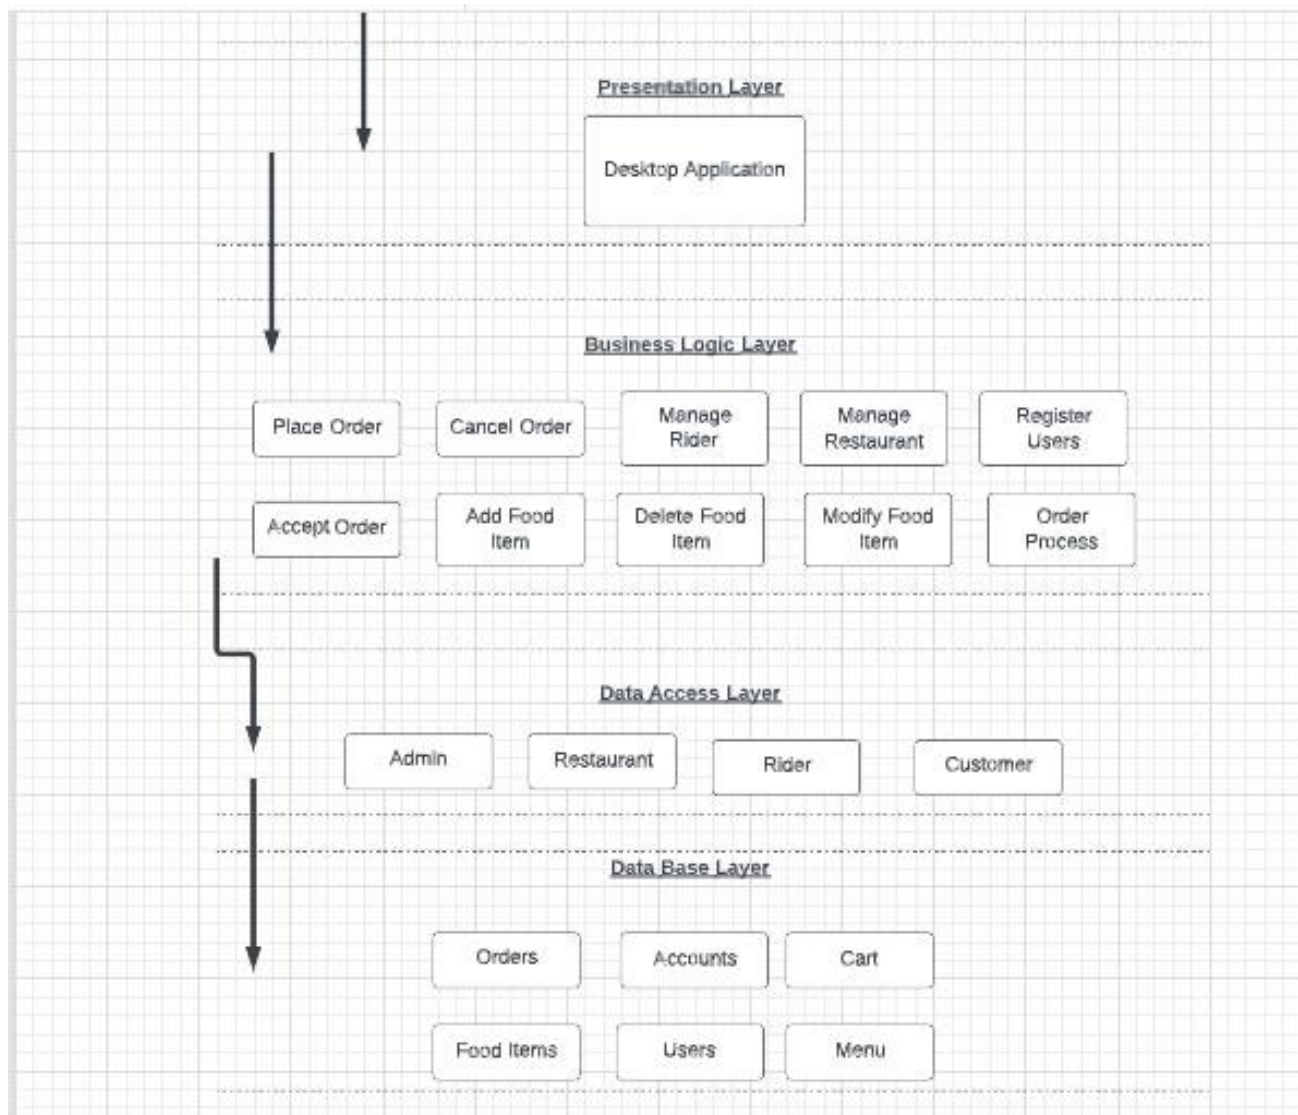 Presentation Layer
Desktop Application
Business Logic Layer
Place Order
Cancel Order
Manage
Rider
Manage
Restaurant
Register
Users
Accept Order
Add Food
Item
Delete Food
Item
Modify Food
Item
Order
Process
Data Access Layer
Admin
Restaurant
Rider
Customer
Data Base Layer
Orders
Accounts
Cart
Food Items
Users
Menu